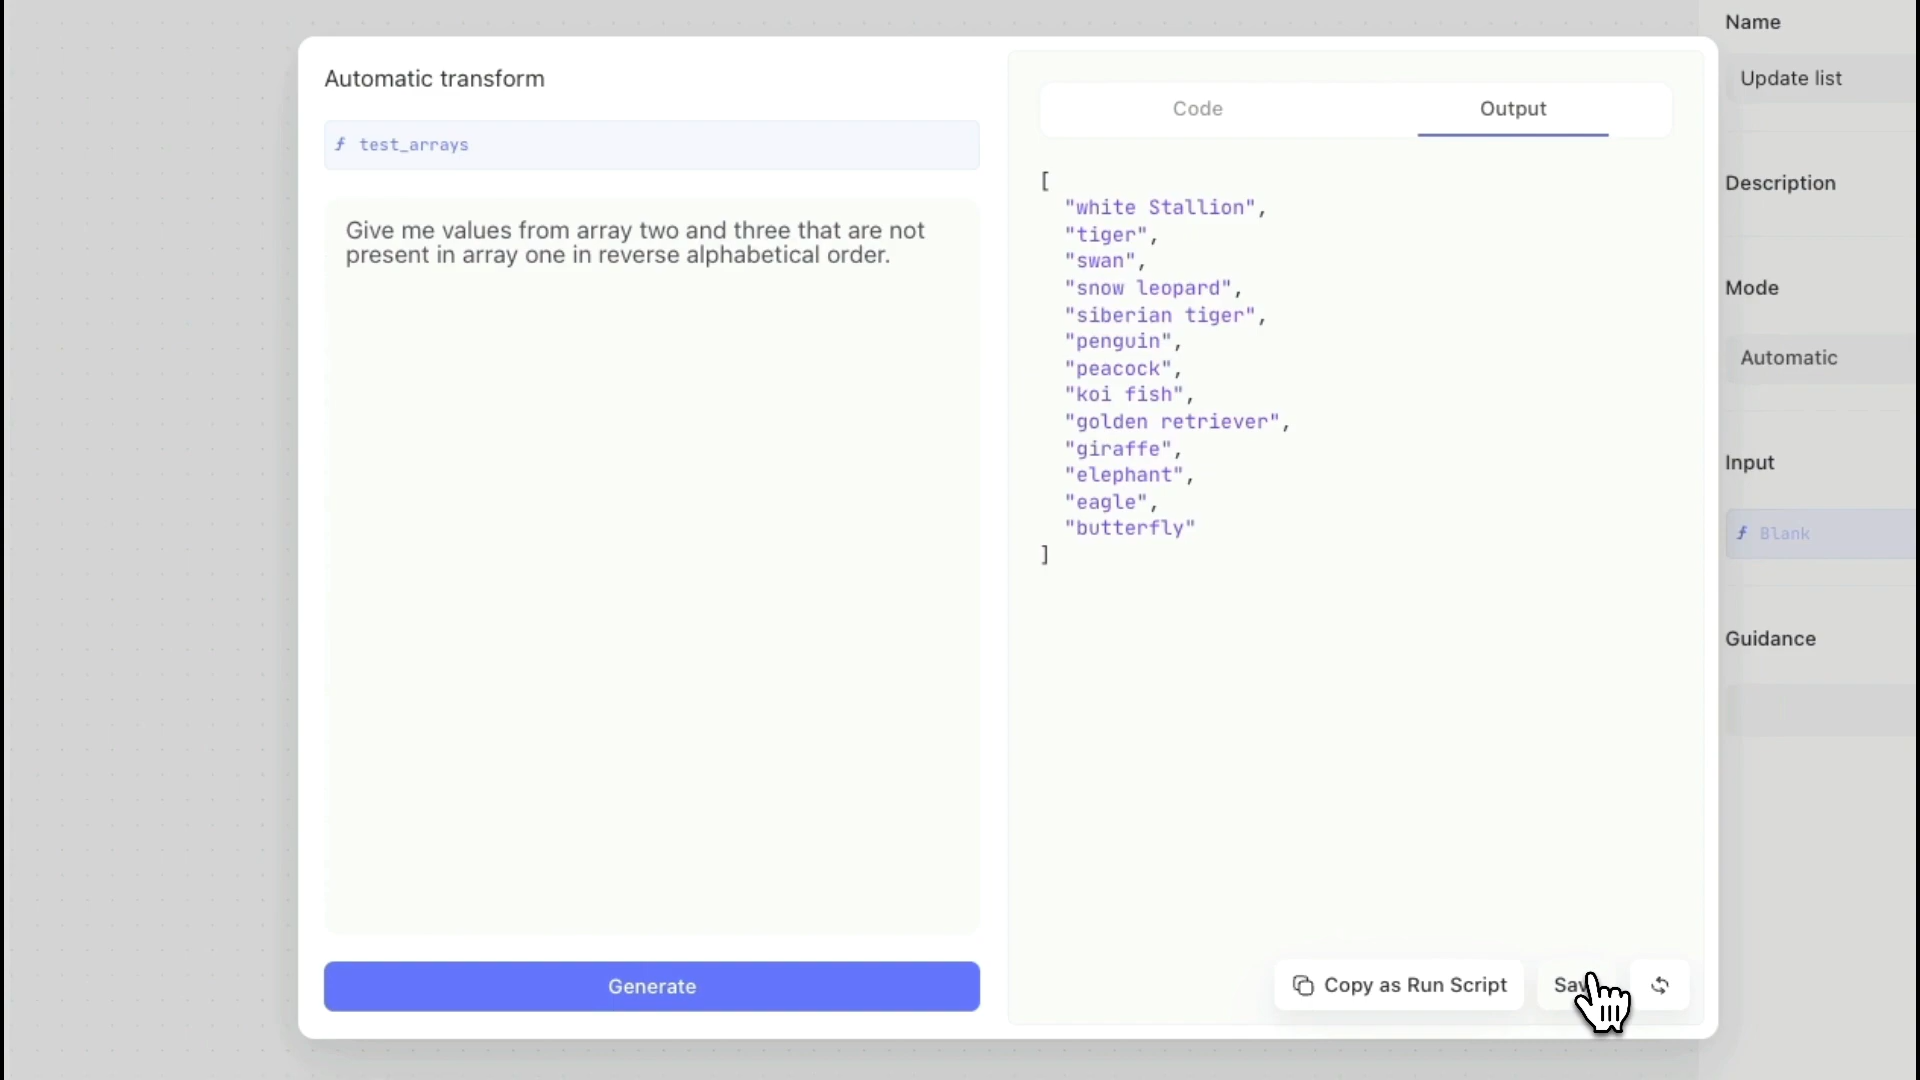 Automatic transform
f test_arrays
Give me values from array two and three that are not
present in array one in reverse alphabetical order.
Generate
Code
Output
[
"white Stallion",
"tiger",
"swan",
"snow leopard",
"siberian tiger",
"penguin",
"peacock",
"koi fish",
"golden retriever",
"giraffe",
"elephant",
"eagle",
"butterfly"
]
Copy as Run Script
Name
Update list
Description
Mode
Automatic
Input
f Blank
Guidance